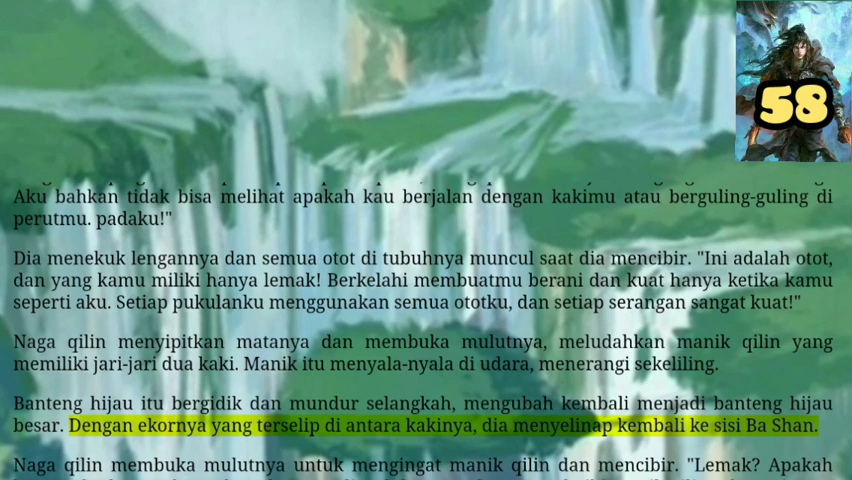 58
Aku bahkan tidak bisa melihat apakah kau berjalan dengan kakimu atau berguling-guling di
perutmu. padaku!"
Dia menekuk lengannya dan semua otot di tubuhnya muncul saat dia mencibir. "Ini adalah otot,
dan yang kamu miliki hanya lemak! Berkelahi membuatmu berani dan kuat hanya ketika kamu
seperti aku. Setiap pukulanku menggunakan semua ototku, dan setiap serangan sangat kuat!"
Naga qilin menyipitkan matanya dan membuka mulutnya, meludahkan manik qilin yang
memiliki jari-jari dua kaki. Manik itu menyala-nyala di udara, menerangi sekeliling.
Banteng hijau itu bergidik dan mundur selangkah, mengubah kembali menjadi banteng hijau
besar. Dengan ekornya yang terselip di antara kakinya, dia menyelinap kembali ke sisi Ba Shan.
Naga qilin membuka mulutnya untuk mengingat manik qilin dan mencibir. "Lemak? Apakah